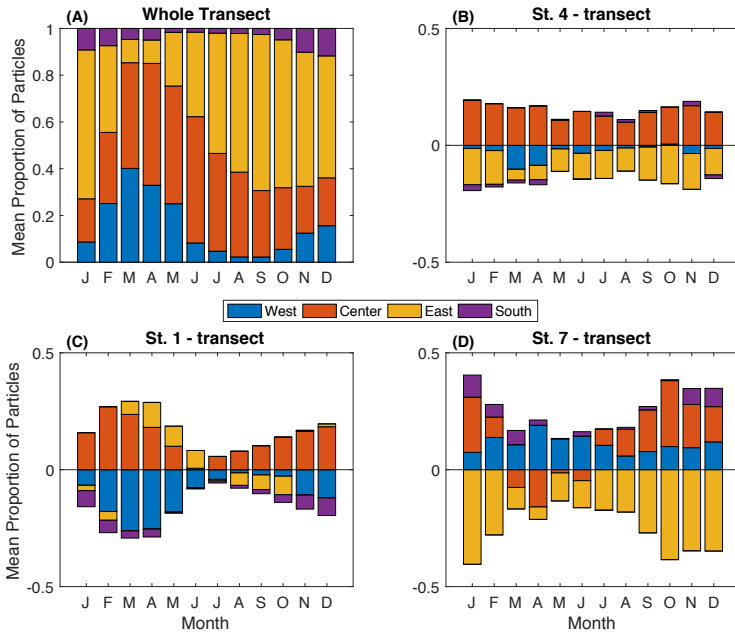 (A) Whole Transect
Mean Proportion of Particles
1
0.8
0.6
0.4
0.2
0
J F M A M J J A S O N D
(B) St. 4 - transect
0.5
0
-0.5
J F M A M J J A S O N D
West Center East South
(C) St. 1 - transect
Mean Proportion of Particles
0.5
0
-0.5
J F M A M J J A S O N D
Month
(D) St. 7 - transect
0.5
0
-0.5
J F M A M J J A S O N D
Month